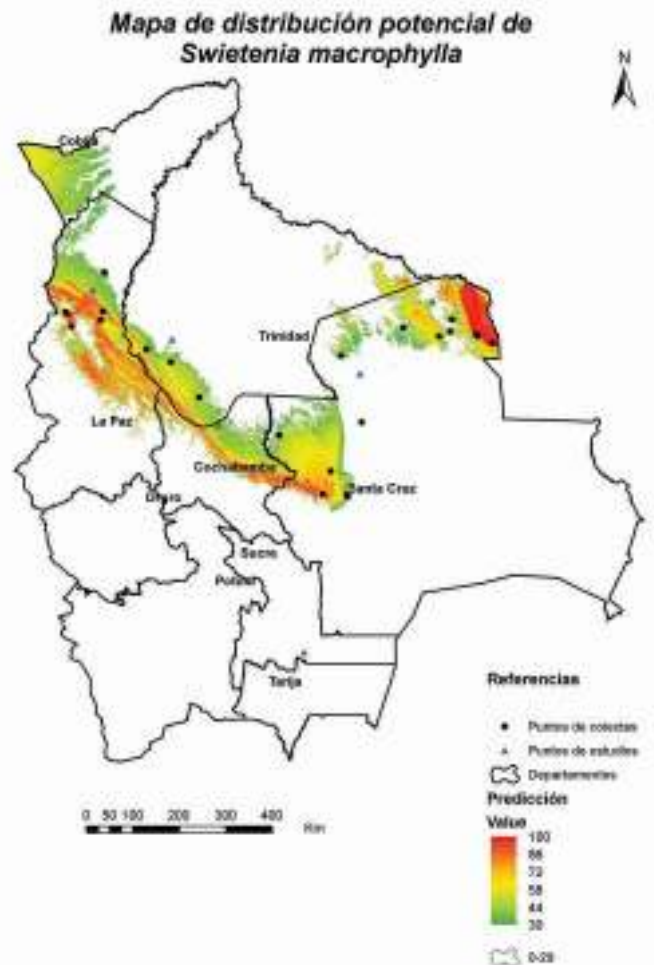 Mapa de distribución potencial de
Swietenia macrophylla
N
Cobija
Trinidad
La Paz
Cochabamba
Santa Cruz
Oruro
Sucre
Potosí
Tarija
Referencias
Puntos de colectas
Puntos de estudios
Departamentos
Predicción
Value
100
86
72
58
44
30
0-29
0 50 100 200 300 400
Km